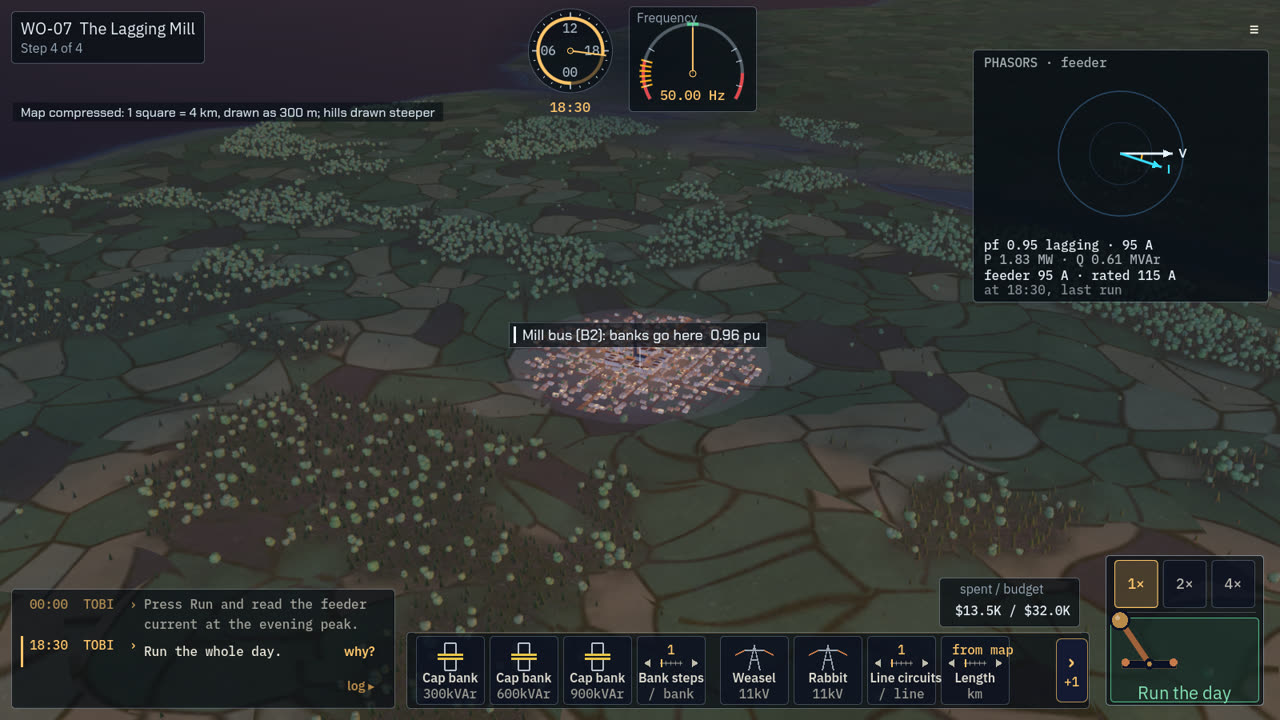 WO-07 The Lagging Mill
Step 4 of 4
Map compressed: 1 square = 4 km, drawn as 300 m; hills drawn steeper
12
06
18
00
18:30
Frequency
50.00 Hz
≡
PHASORS · feeder
V
I
pf 0.95 lagging · 95 A
P 1.83 MW · Q 0.61 MVAr
feeder 95 A · rated 115 A
at 18:30, last run
Mill bus (B2): banks go here 0.96 pu
00:00 TOBI › Press Run and read the feeder
current at the evening peak.
18:30 TOBI › Run the whole day. why?
log ▸
spent / budget
$13.5K / $32.0K
Cap bank
300kVAr
Cap bank
600kVAr
Cap bank
900kVAr
1
Bank steps
/ bank
Weasel
11kV
Rabbit
11kV
1
Line circuits
/ line
from map
Length
km
›
+1
1×
2×
4×
Run the day